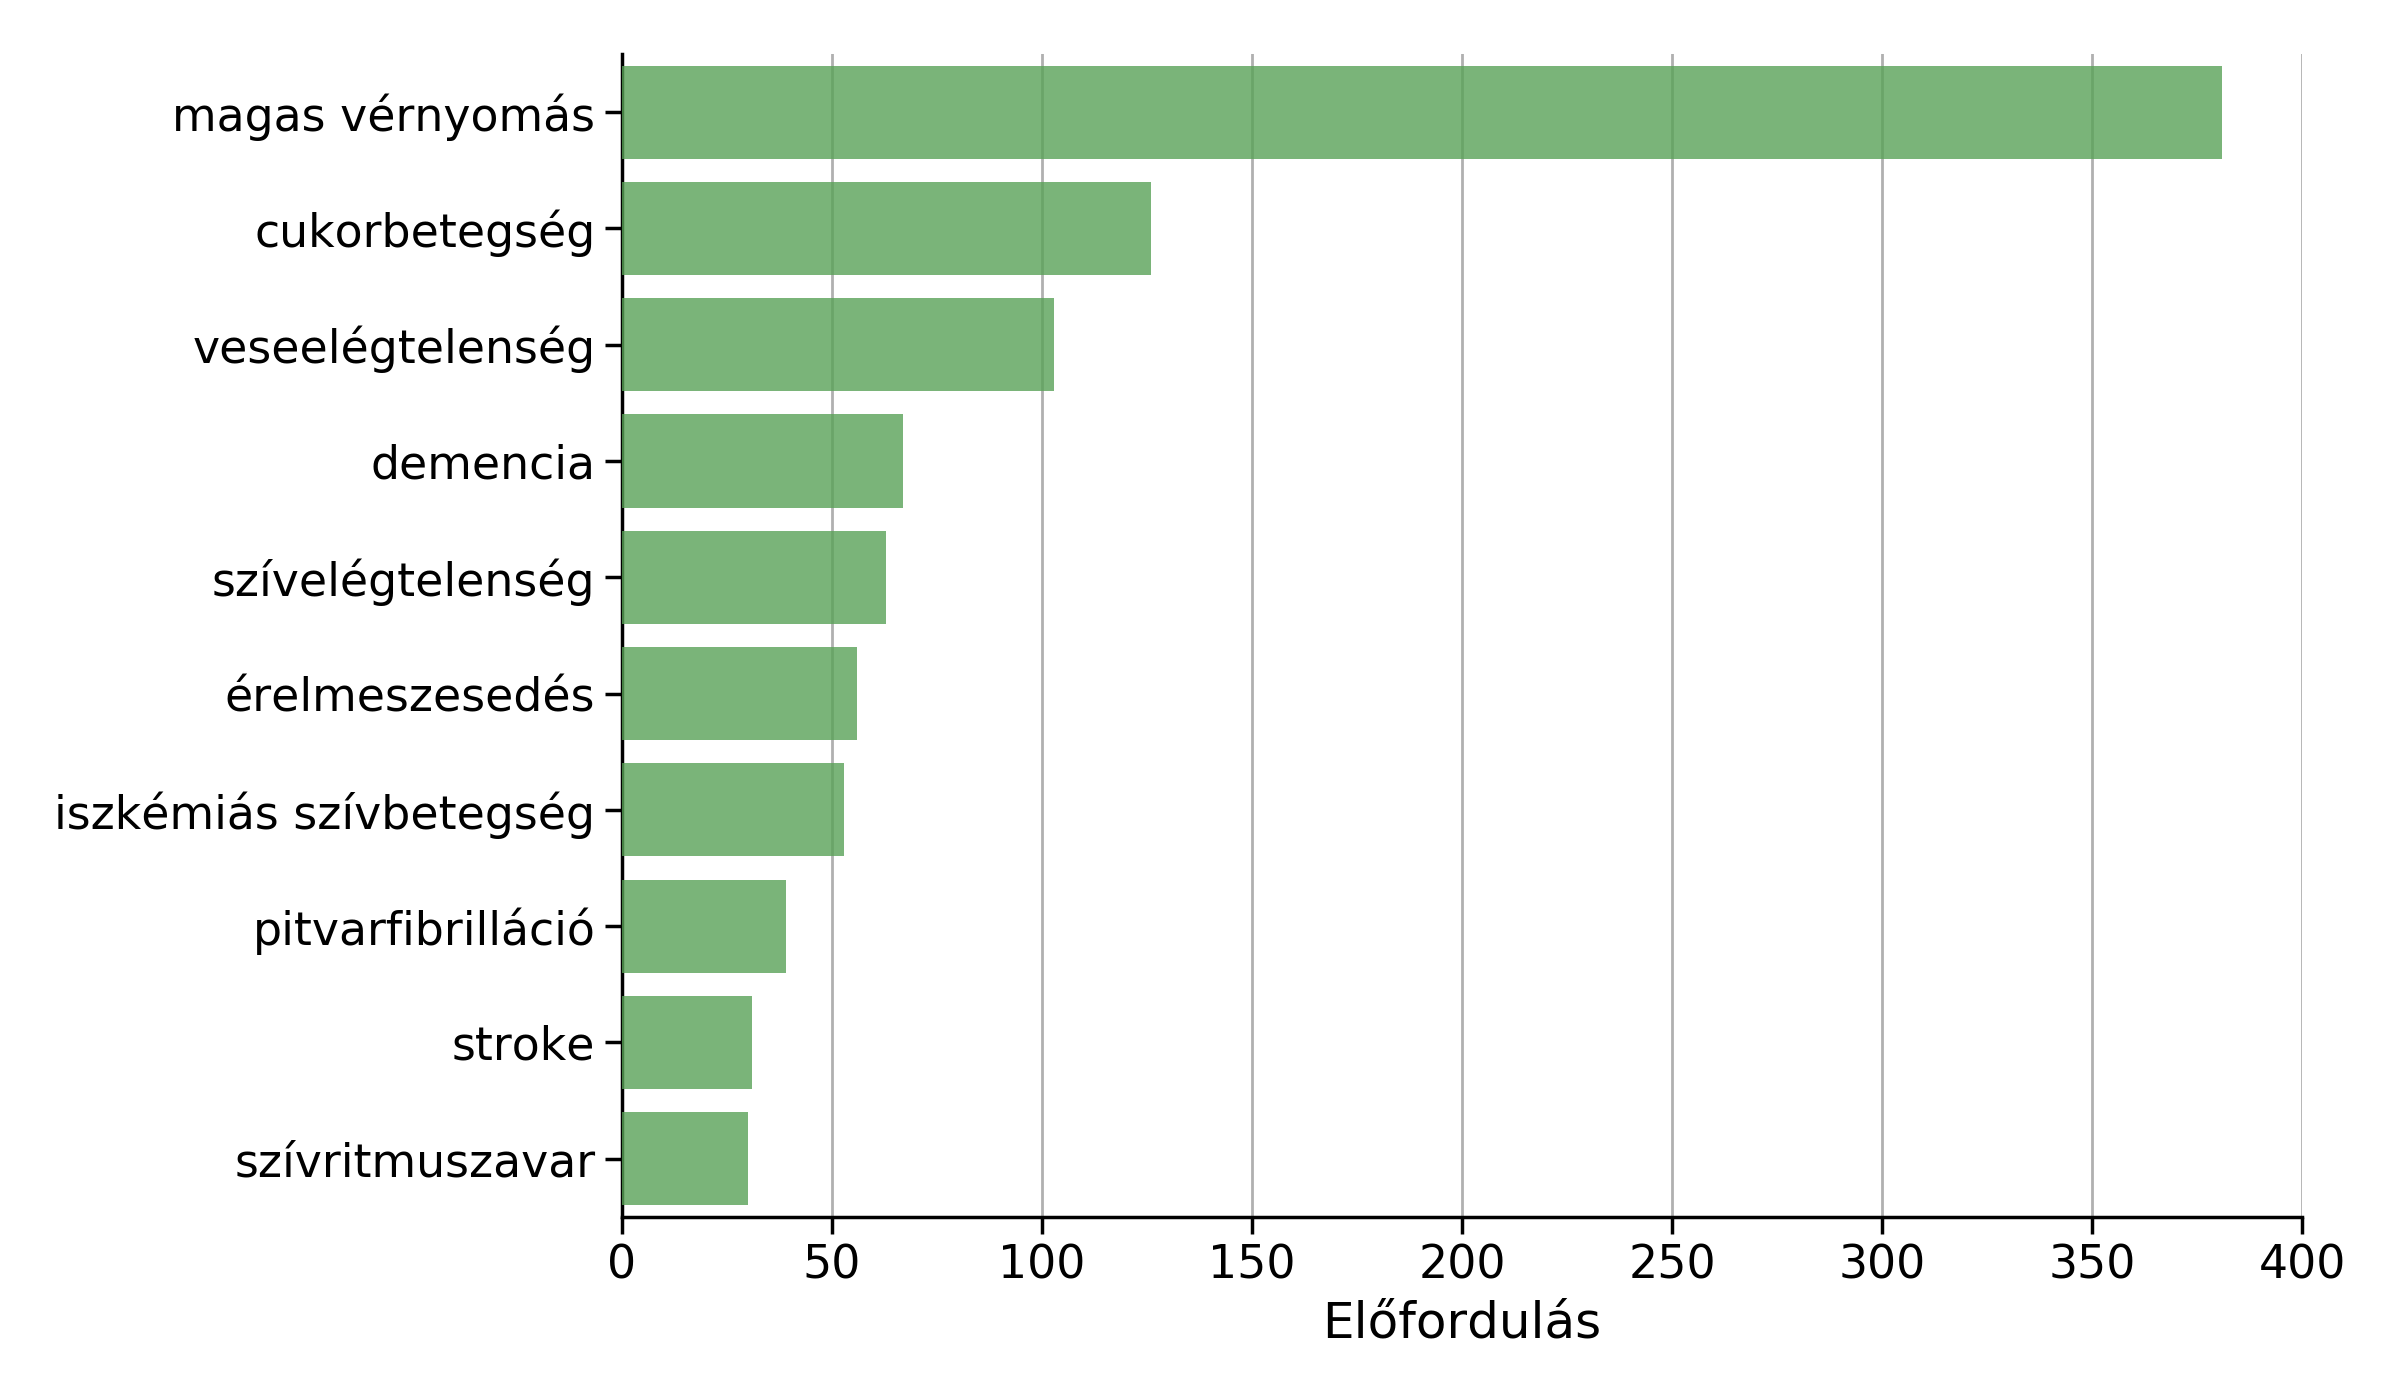 magas vérnyomás
cukorbetegség
veseelégtelenség
demencia
szívelégtelenség
érelmeszesedés
iszkémiás szívbetegség
pitvarfibrilláció
stroke
szívritmuszavar
0 50 100 150 200 250 300 350 400
Előfordulás